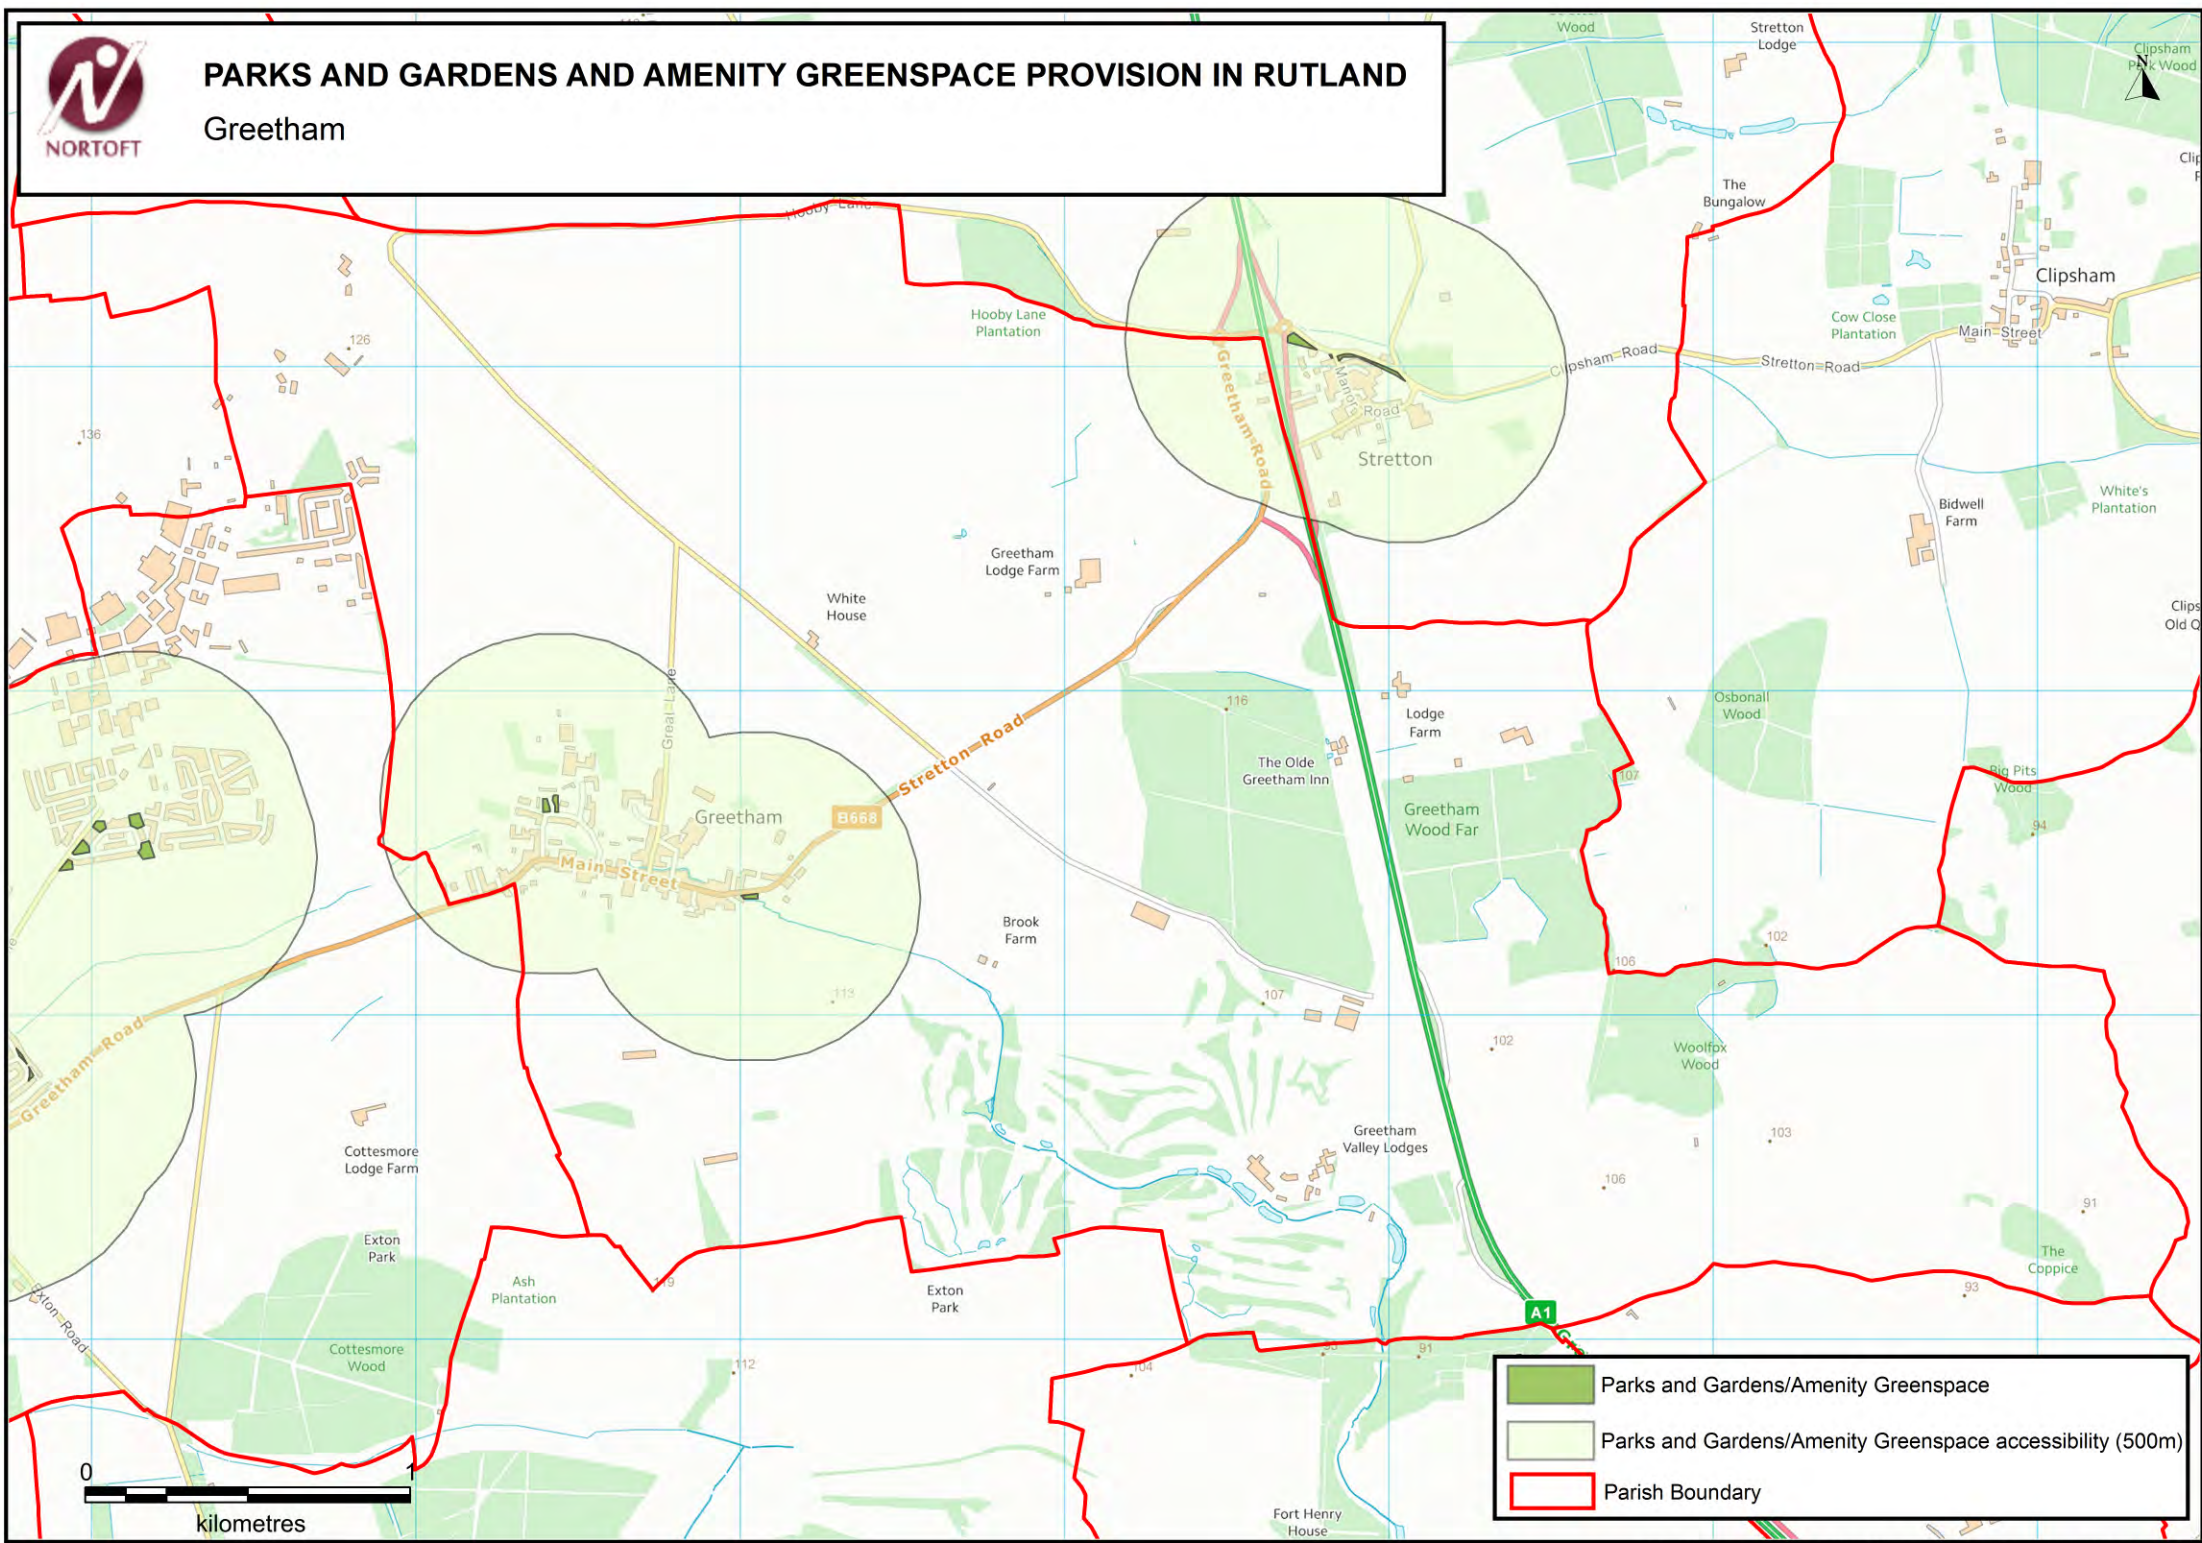 NORTOFT
PARKS AND GARDENS AND AMENITY GREENSPACE PROVISION IN RUTLAND
Greetham
Wood
Stretton
Lodge
Clipsham
Park Wood
N
The
Bungalow
Hooby Lane
Hooby Lane
Plantation
Clipsham
Cow Close
Plantation
Main Street
Stretton Road
Clipsham Road
126
136
Greetham Road
Manor Road
Stretton
White's
Plantation
Bidwell
Farm
Greetham
Lodge Farm
White
House
Clips
Old Q
Great Lane
116
Lodge
Farm
Osbonall
Wood
Stretton Road
The Olde
Greetham Inn
107
Big Pits
Wood
Greetham
B668
Greetham
Wood Far
94
Main Street
Brook
Farm
102
106
113
107
Greetham Road
102
Woolfox
Wood
103
Cottesmore
Lodge Farm
Greetham
Valley Lodges
106
91
Exton
Park
The
Coppice
Ash
Plantation
119
Exton
Park
93
A1
Exton Road
Cottesmore
Wood
112
104
93
91
Parks and Gardens/Amenity Greenspace
Parks and Gardens/Amenity Greenspace accessibility (500m)
Parish Boundary
0 1
kilometres
Fort Henry
House